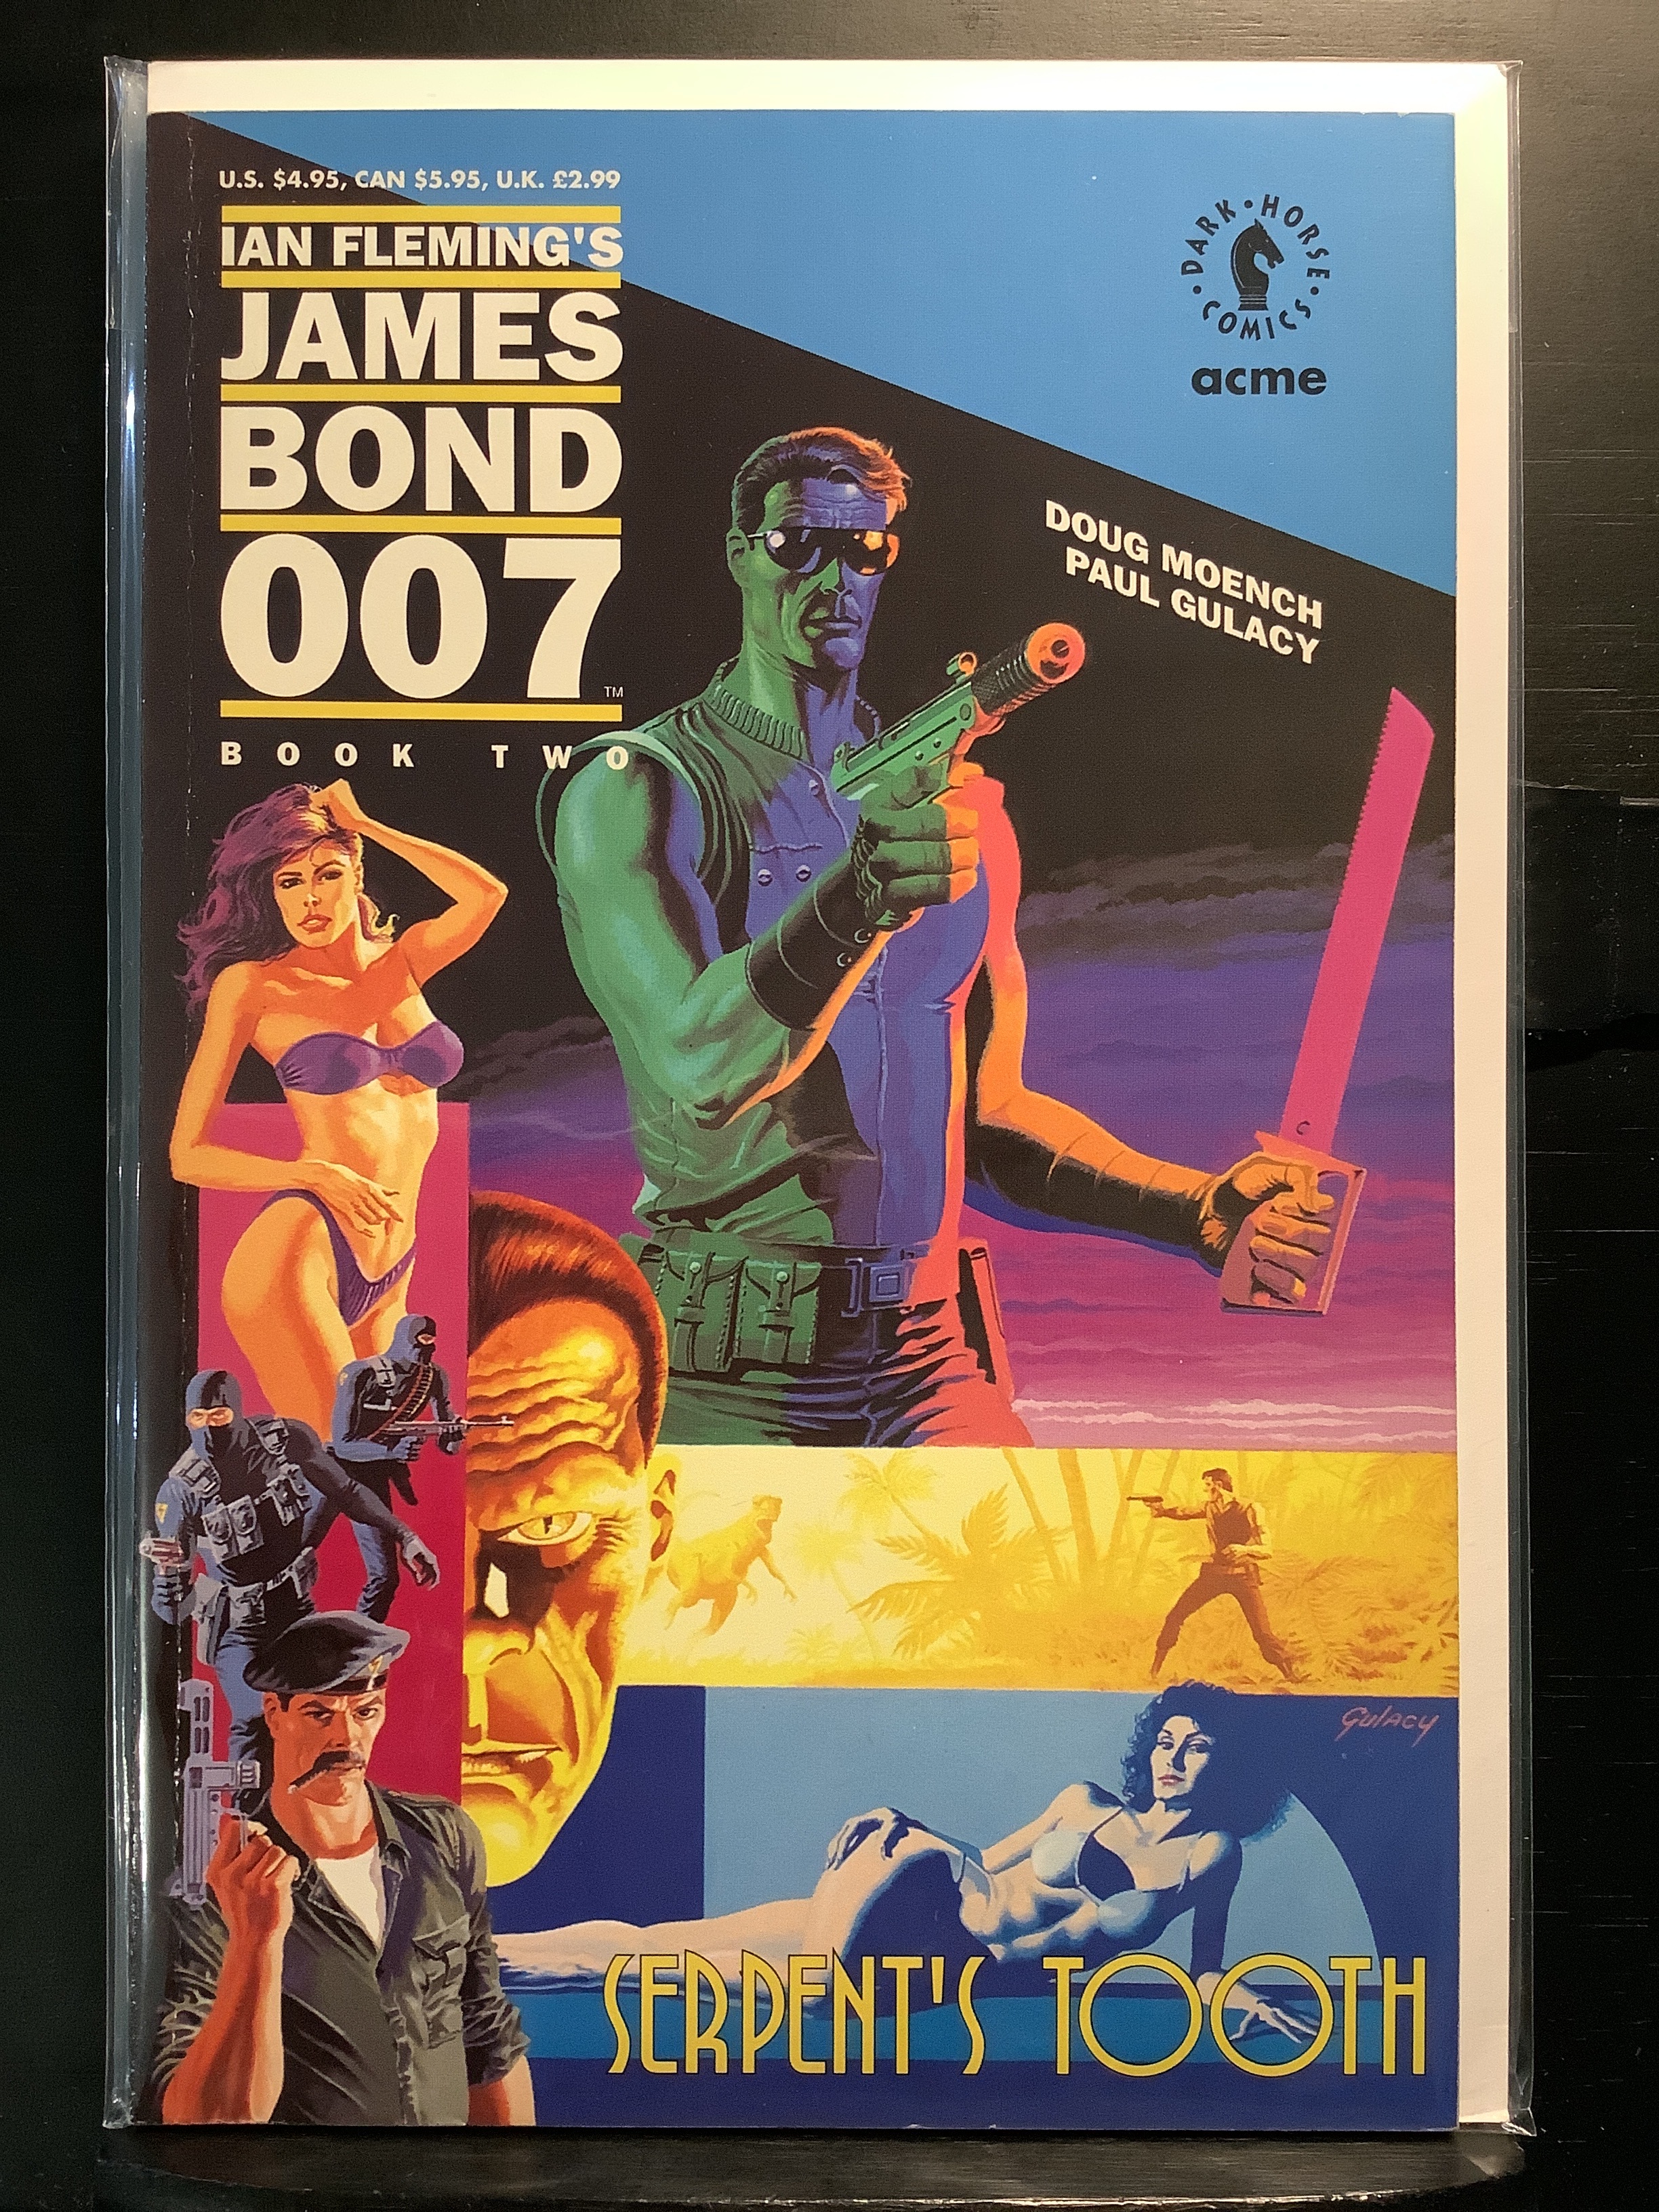 U.S. $4.95, CAN $5.95, U.K. £2.99
IAN FLEMING'S
JAMES
BOND
007
TM
BOOK TWO
DARK • HORSE • COMICS •
acme
DOUG MOENCH
PAUL GULACY
GULACY
SERPENT'S TOOTH